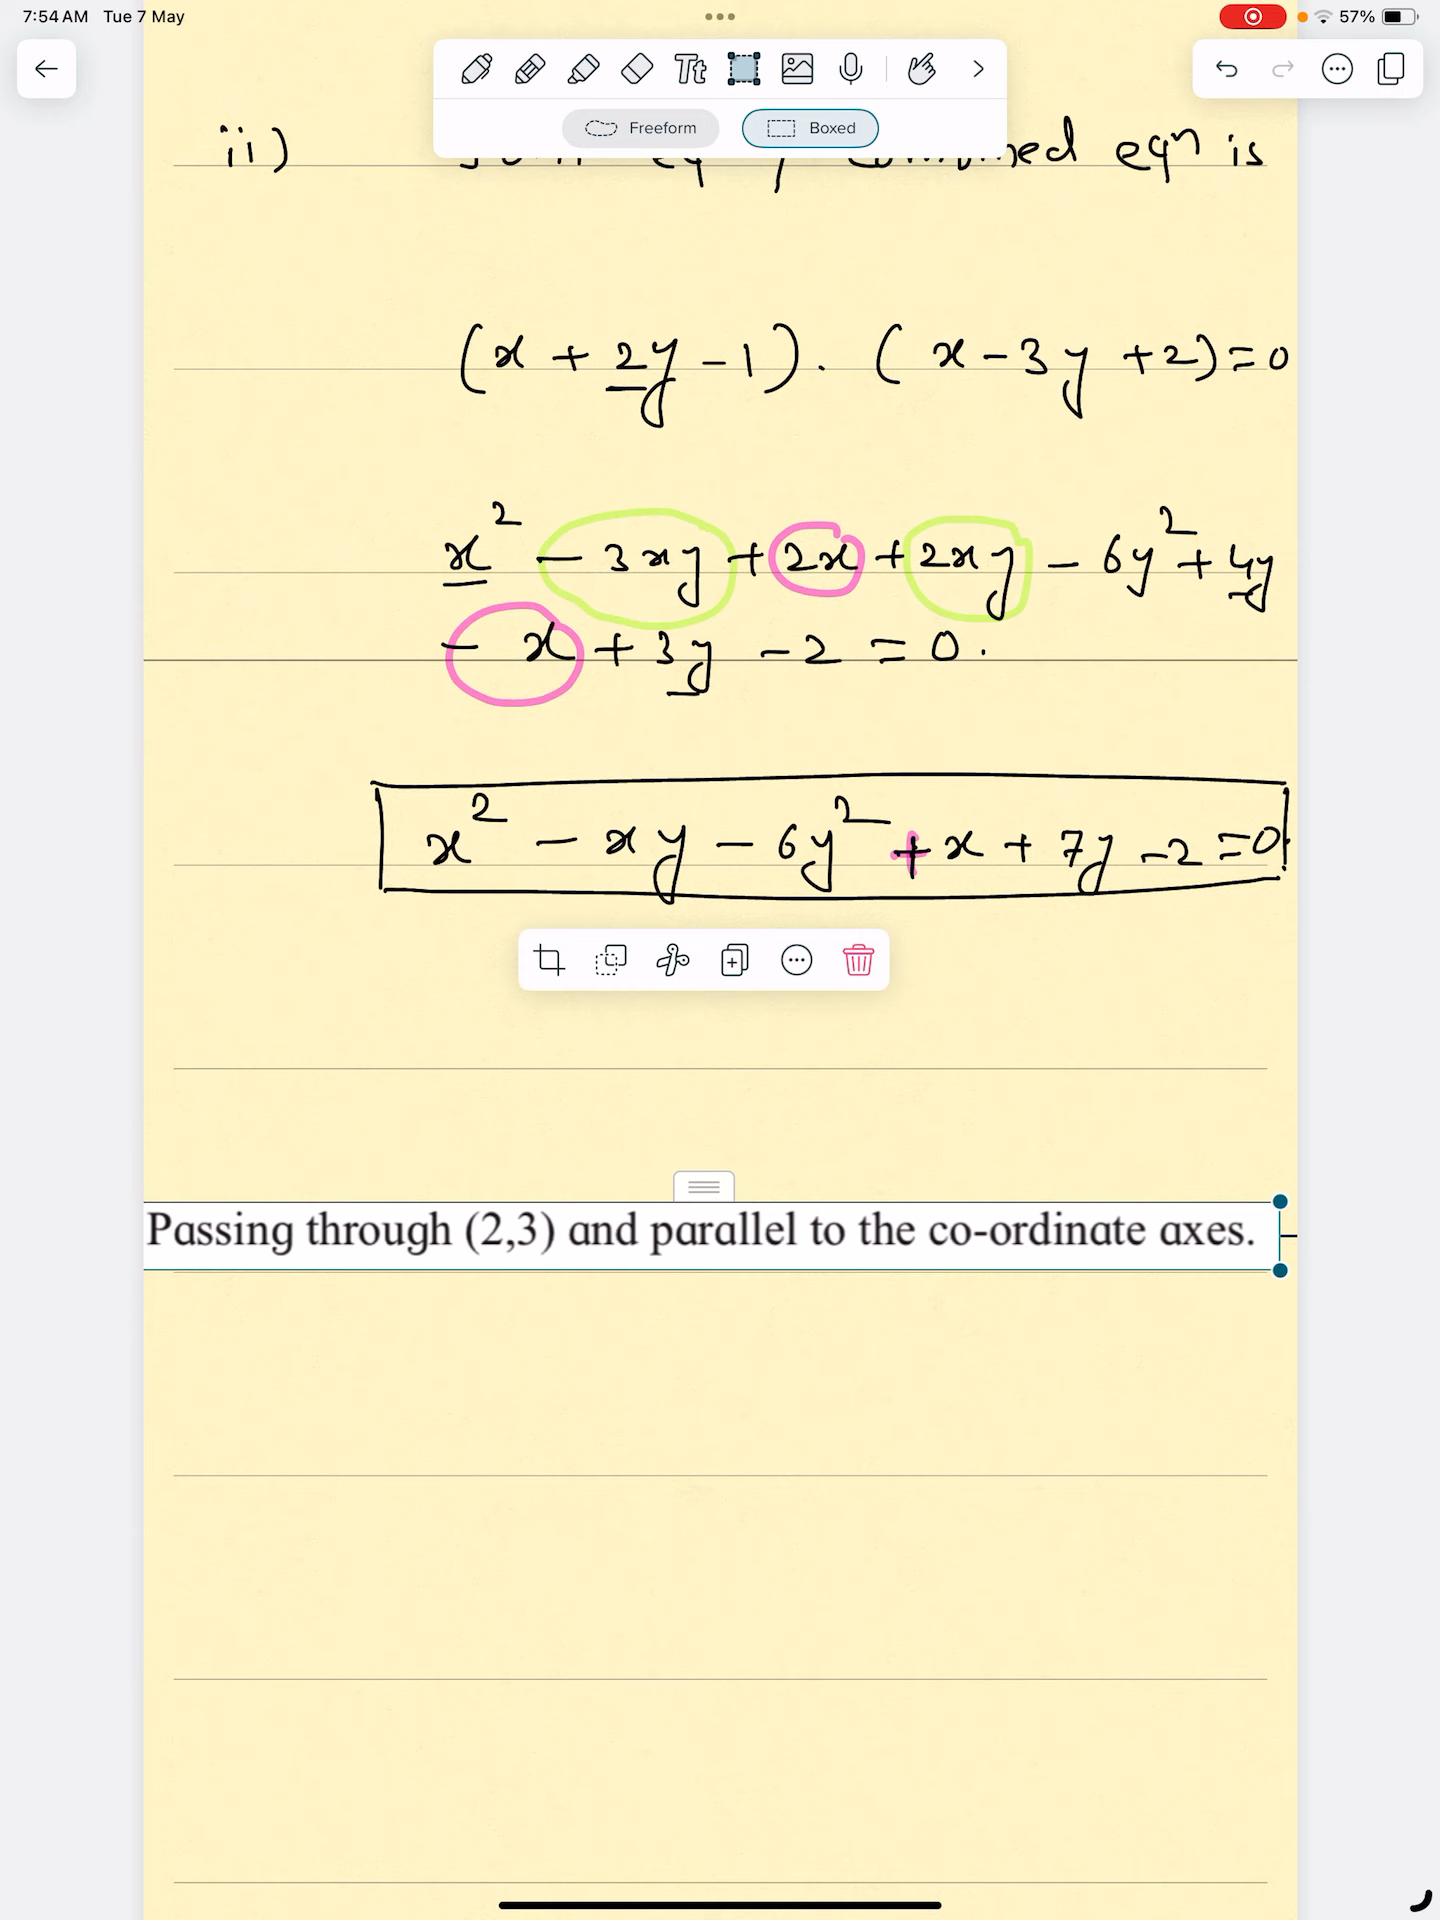 7:54 AM Tue 7 May
57%
Tt
Freeform Boxed
ii) eqⁿ is
(x + 2y - 1) . ( x - 3y + 2) = 0
x² - 3xy + 2x + 2xy - 6y² + 4y
- x + 3y - 2 = 0 .
x² - xy - 6y² + x + 7y - 2 = 0
Passing through (2,3) and parallel to the co-ordinate axes.